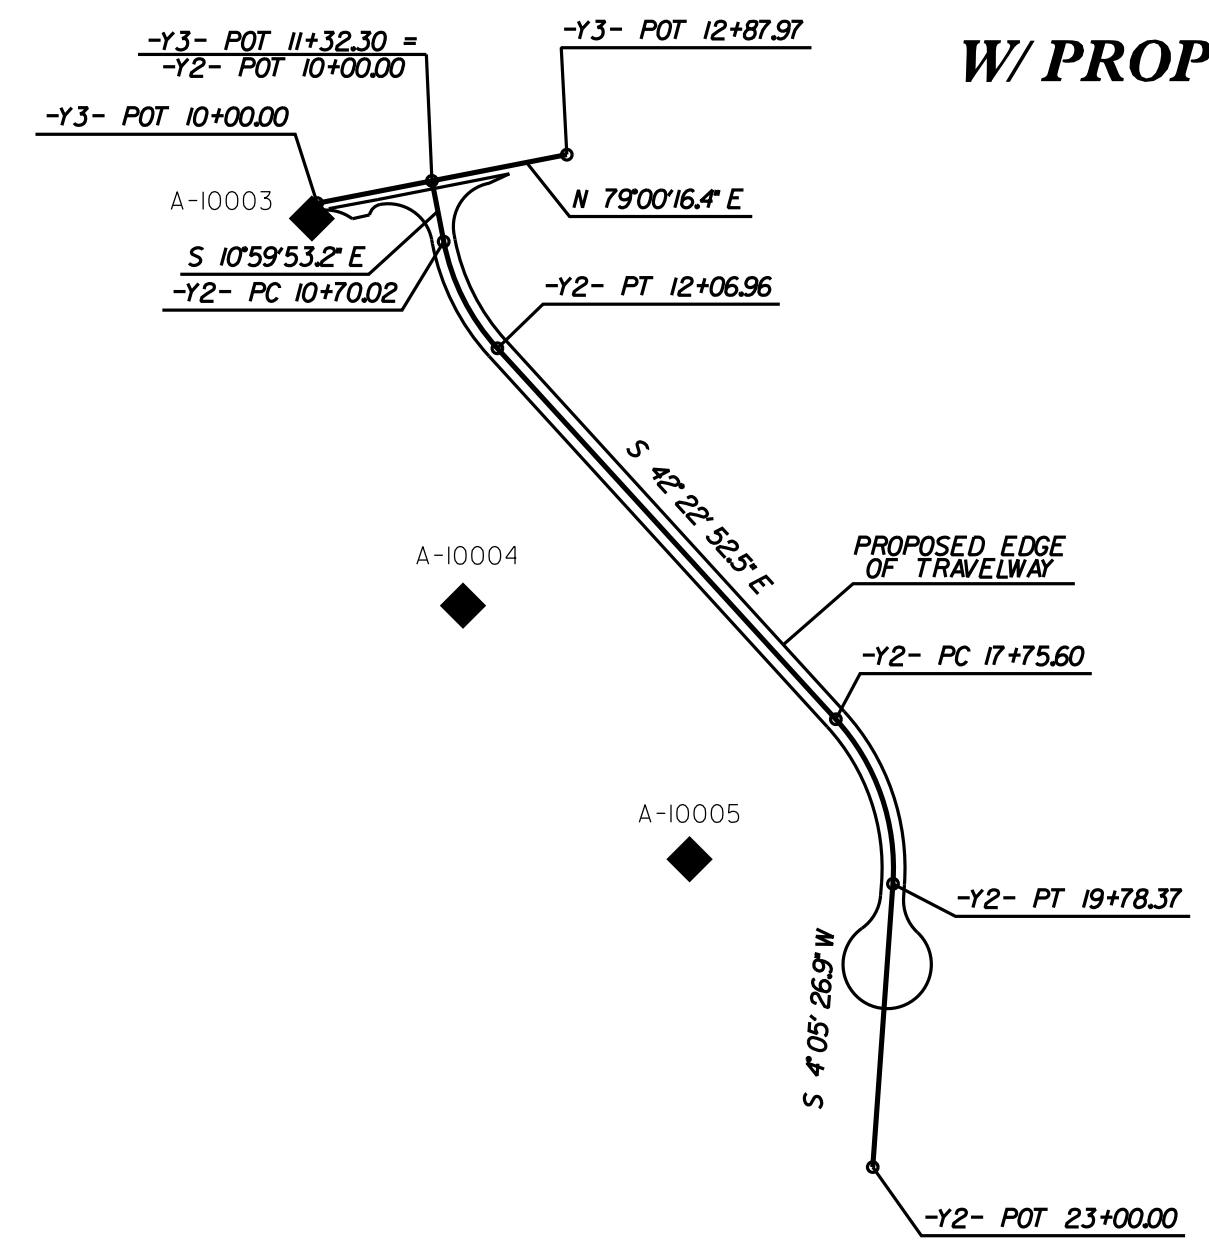 -Y3- POT 11+32.30 =
-Y2- POT 10+00.00
-Y3- POT 12+87.97
W/ PROP
-Y3- POT 10+00.00
A-10003
N 79°00'16.4" E
S 10°59'53.2" E
-Y2- PC 10+70.02
-Y2- PT 12+06.96
S 42° 22' 52.5" E
A-10004
PROPOSED EDGE
OF TRAVELWAY
-Y2- PC 17+75.60
A-10005
-Y2- PT 19+78.37
S 4° 05' 26.9" W
-Y2- POT 23+00.00